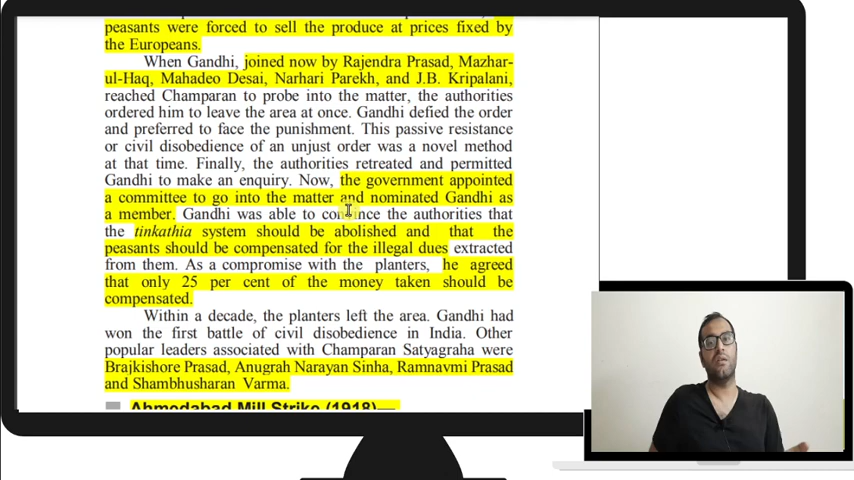 peasants were forced to sell the produce at prices fixed by
the Europeans.
When Gandhi, joined now by Rajendra Prasad, Mazhar-
ul-Haq, Mahadeo Desai, Narhari Parekh, and J.B. Kripalani,
reached Champaran to probe into the matter, the authorities
ordered him to leave the area at once. Gandhi defied the order
and preferred to face the punishment. This passive resistance
or civil disobedience of an unjust order was a novel method
at that time. Finally, the authorities retreated and permitted
Gandhi to make an enquiry. Now, the government appointed
a committee to go into the matter and nominated Gandhi as
a member. Gandhi was able to convince the authorities that
the tinkathia system should be abolished and that the
peasants should be compensated for the illegal dues extracted
from them. As a compromise with the planters, he agreed
that only 25 per cent of the money taken should be
compensated.
Within a decade, the planters left the area. Gandhi had
won the first battle of civil disobedience in India. Other
popular leaders associated with Champaran Satyagraha were
Brajkishore Prasad, Anugrah Narayan Sinha, Ramnavmi Prasad
and Shambhusharan Varma.
Ahmedabad Mill Strike (1918)—